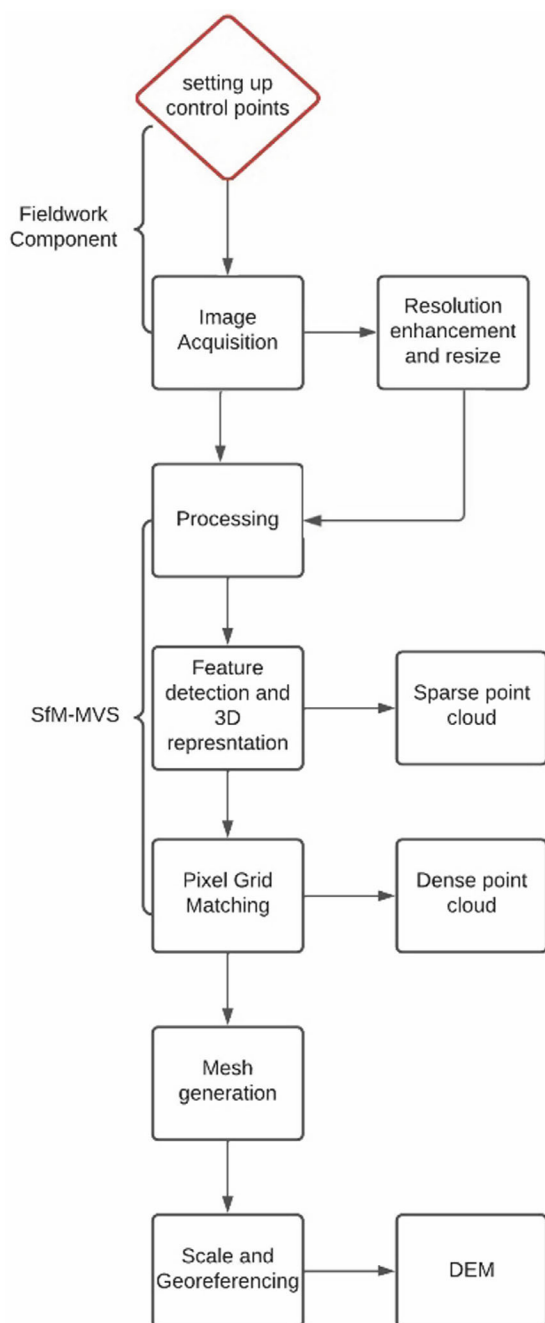 setting up
control points
Fieldwork
Component
Image
Acquisition
Resolution
enhancement
and resize
Processing
SfM-MVS
Feature
detection and
3D
represntation
Sparse point
cloud
Pixel Grid
Matching
Dense point
cloud
Mesh
generation
Scale and
Georeferencing
DEM